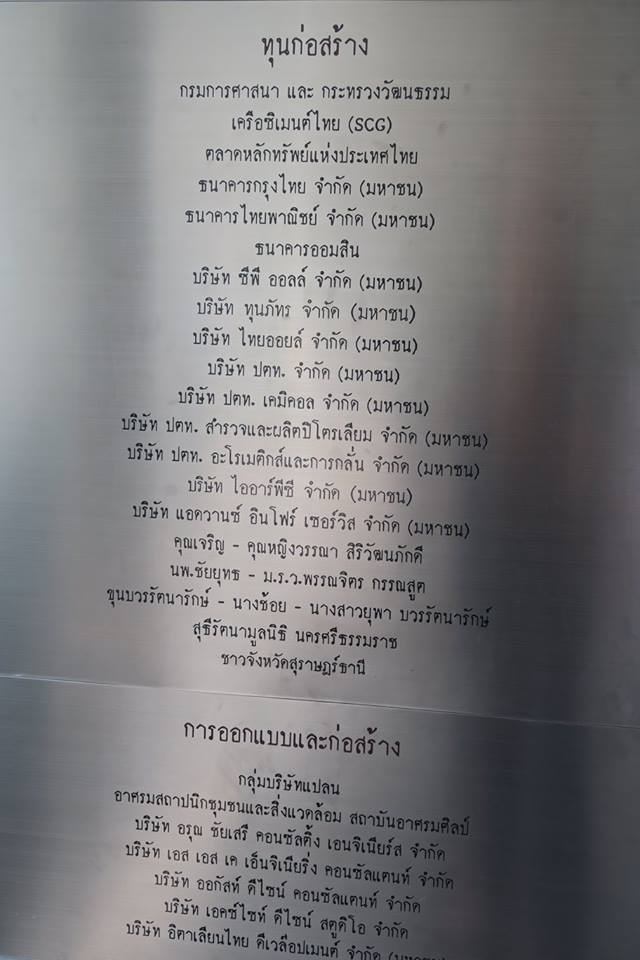 ทุนก่อสร้าง
กรมการศาสนา และ กระทรวงวัฒนธรรม
เครือซิเมนต์ไทย (SCG)
ตลาดหลักทรัพย์แห่งประเทศไทย
ธนาคารกรุงไทย จำกัด (มหาชน)
ธนาคารไทยพาณิชย์ จำกัด (มหาชน)
ธนาคารออมสิน
บริษัท ซีพี ออลล์ จำกัด (มหาชน)
บริษัท ทุนภัทร จำกัด (มหาชน)
บริษัท ไทยออยล์ จำกัด (มหาชน)
บริษัท ปตท. จำกัด (มหาชน)
บริษัท ปตท. เคมิคอล จำกัด (มหาชน)
บริษัท ปตท. สำรวจและผลิตปิโตรเลียม จำกัด (มหาชน)
บริษัท ปตท. อะโรเมติกส์และการกลั่น จำกัด (มหาชน)
บริษัท ไออาร์พีซี จำกัด (มหาชน)
บริษัท แอดวานซ์ อินโฟร์ เซอร์วิส จำกัด (มหาชน)
คุณเจริญ - คุณหญิงวรรณา สิริวัฒนภักดี
นพ.ชัยยุทธ - ม.ร.ว.พรรณจิตร กรรณสูต
ขุนบวรรัตนารักษ์ - นางช้อย - นางสาวยุพา บวรรัตนารักษ์
สุธีรัตนามูลนิธิ นครศรีธรรมราช
ชาวจังหวัดสุราษฎร์ธานี
การออกแบบและก่อสร้าง
กลุ่มบริษัทแปลน
อาศรมสถาปนิกชุมชนและสิ่งแวดล้อม สถาบันอาศรมศิลป์
บริษัท อรุณ ชัยเสรี คอนซัลติ้ง เอนจิเนียร์ส จำกัด
บริษัท เอส เอส เค เอ็นจิเนียริ่ง คอนซัลแตนท์ จำกัด
บริษัท ออกัสท์ ดีไซน์ คอนซัลแตนท์ จำกัด
บริษัท เอคซ์ไซท์ ดีไซน์ สตูดิโอ จำกัด
บริษัท อิตาเลียนไทย ดีเวล๊อปเมนต์ จำกัด (มหาชน)